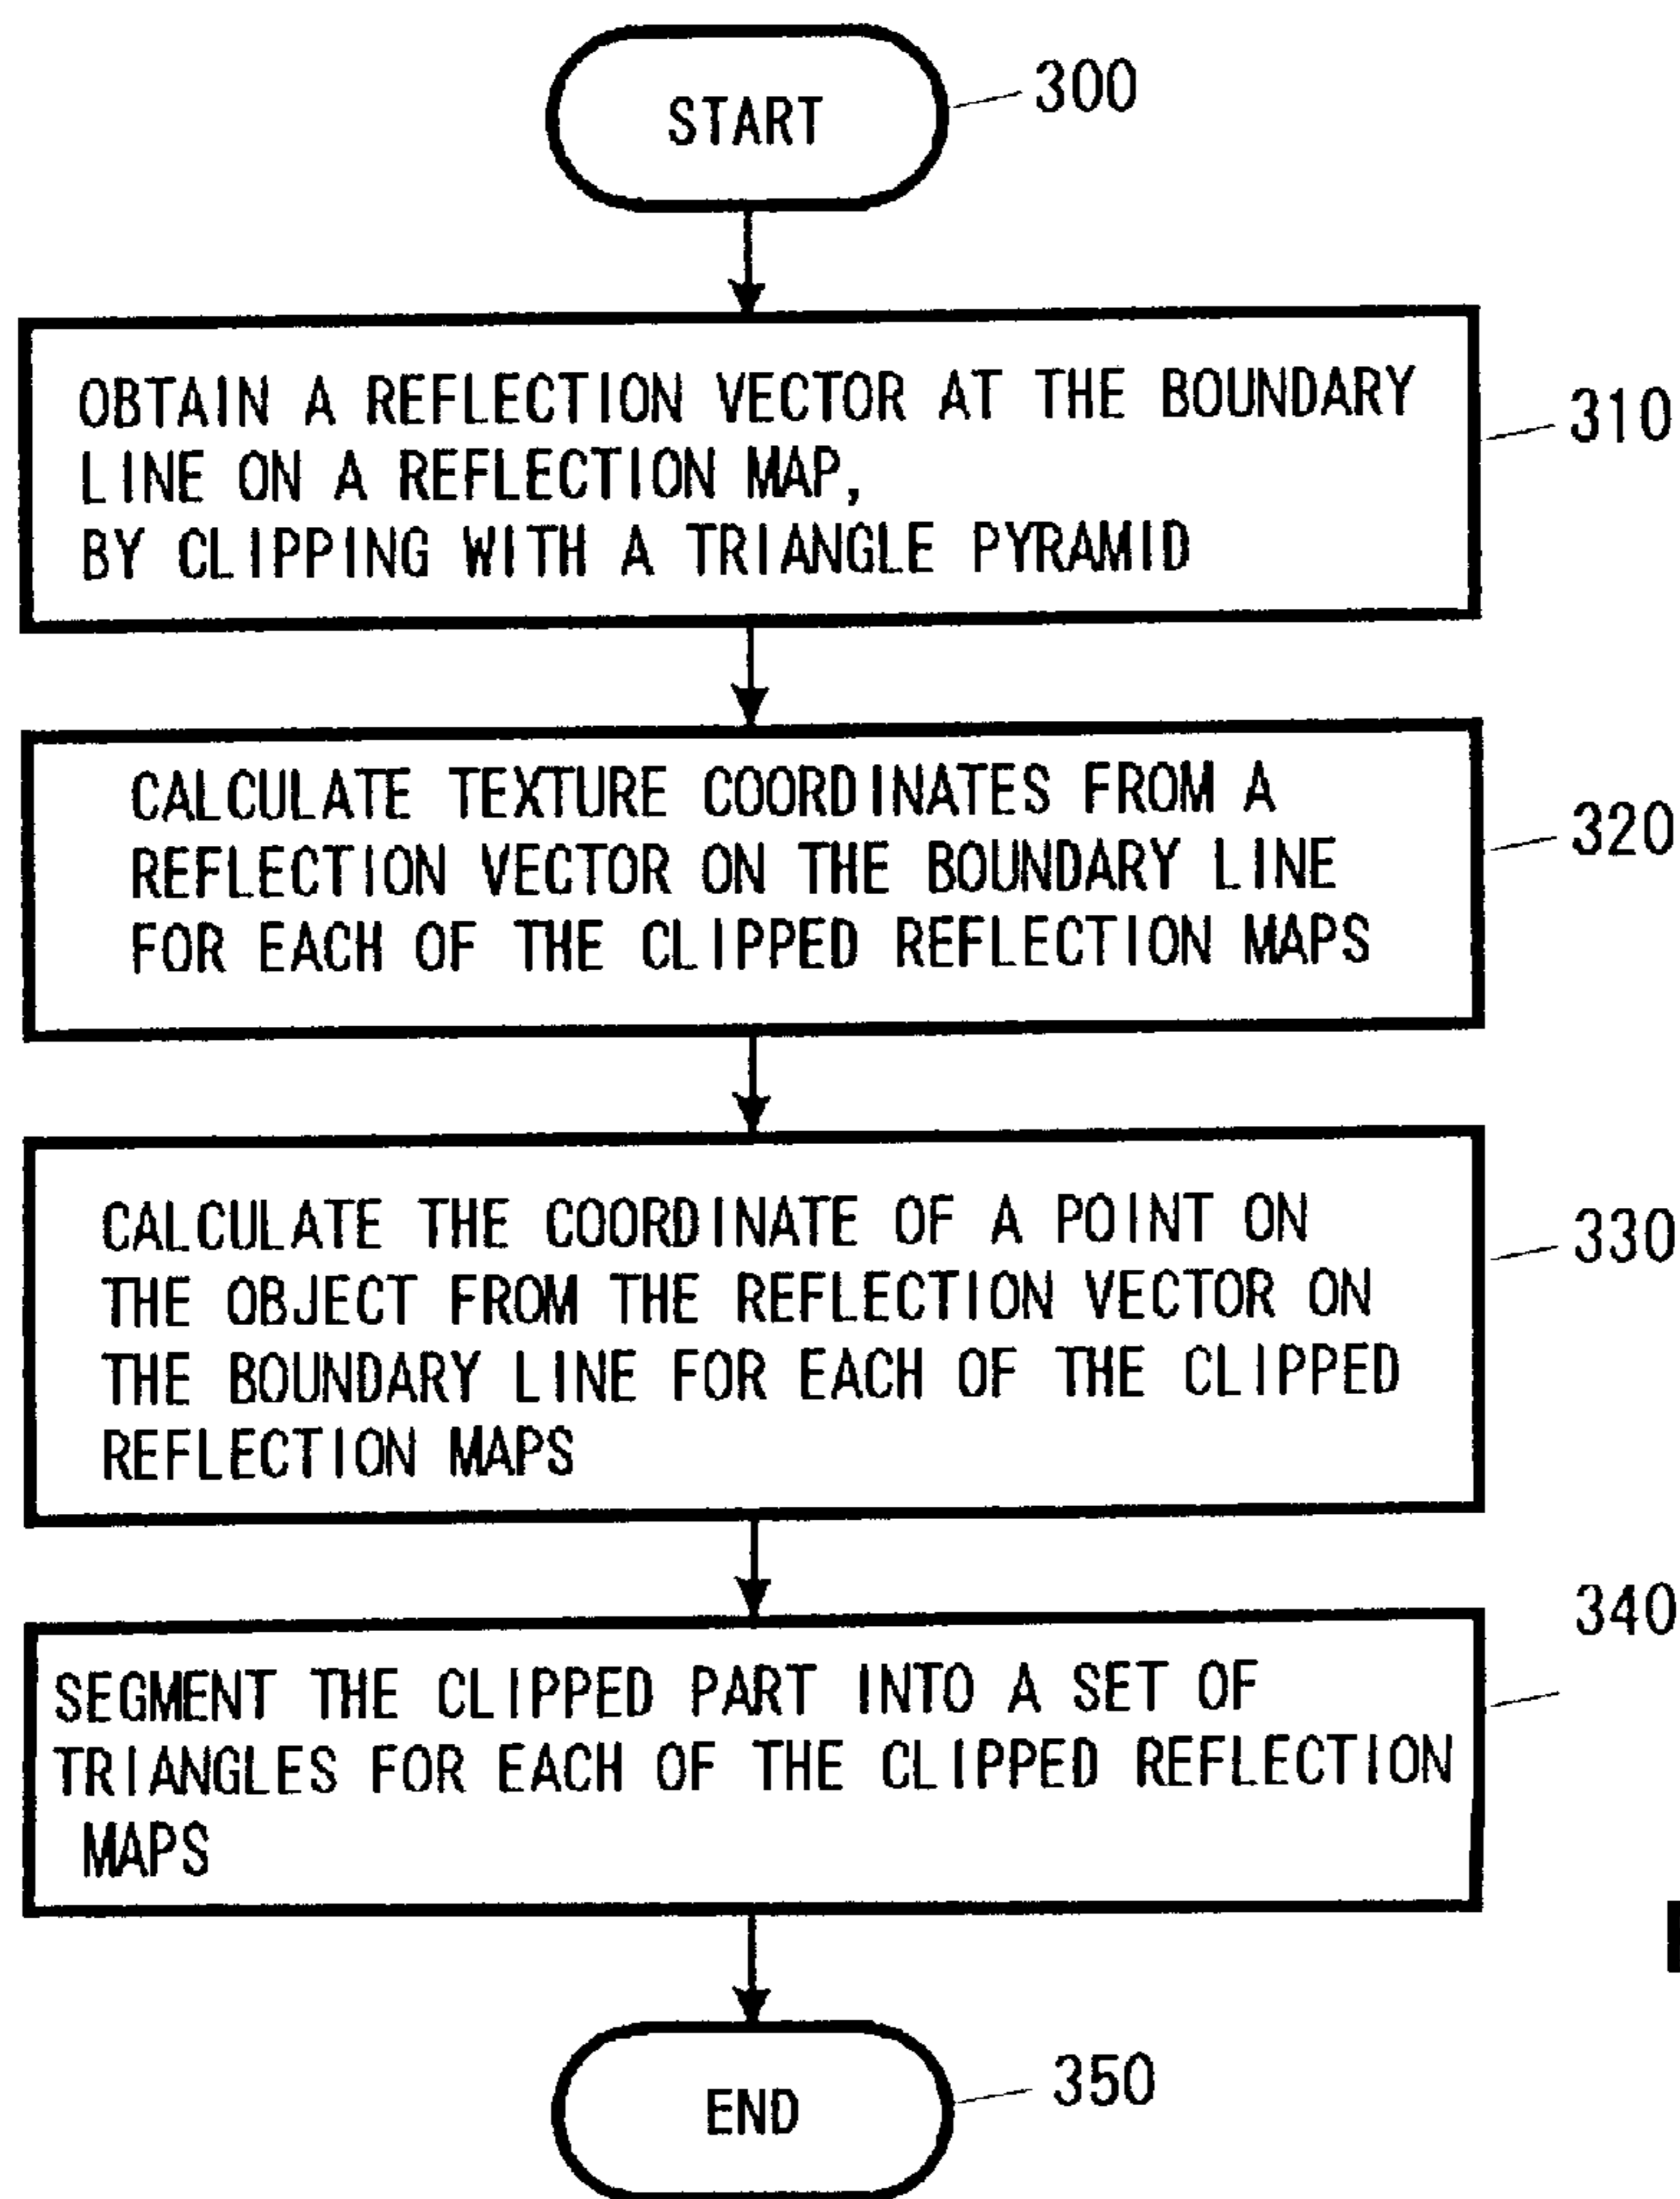 START
300
OBTAIN A REFLECTION VECTOR AT THE BOUNDARY
LINE ON A REFLECTION MAP,
BY CLIPPING WITH A TRIANGLE PYRAMID
310
CALCULATE TEXTURE COORDINATES FROM A
REFLECTION VECTOR ON THE BOUNDARY LINE
FOR EACH OF THE CLIPPED REFLECTION MAPS
320
CALCULATE THE COORDINATE OF A POINT ON
THE OBJECT FROM THE REFLECTION VECTOR ON
THE BOUNDARY LINE FOR EACH OF THE CLIPPED
REFLECTION MAPS
330
SEGMENT THE CLIPPED PART INTO A SET OF
TRIANGLES FOR EACH OF THE CLIPPED REFLECTION
MAPS
340
END
350